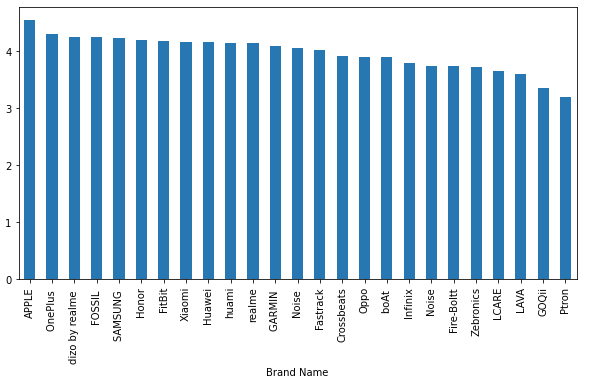 4
3
2
1
0
APPLE
OnePlus
dizo by realme
FOSSIL
SAMSUNG
Honor
FitBit
Xiaomi
Huawei
huami
realme
GARMIN
Noise
Fastrack
Crossbeats
Oppo
boAt
Infinix
Noise
Fire-Boltt
Zebronics
LCARE
LAVA
GOQii
Ptron
Brand Name